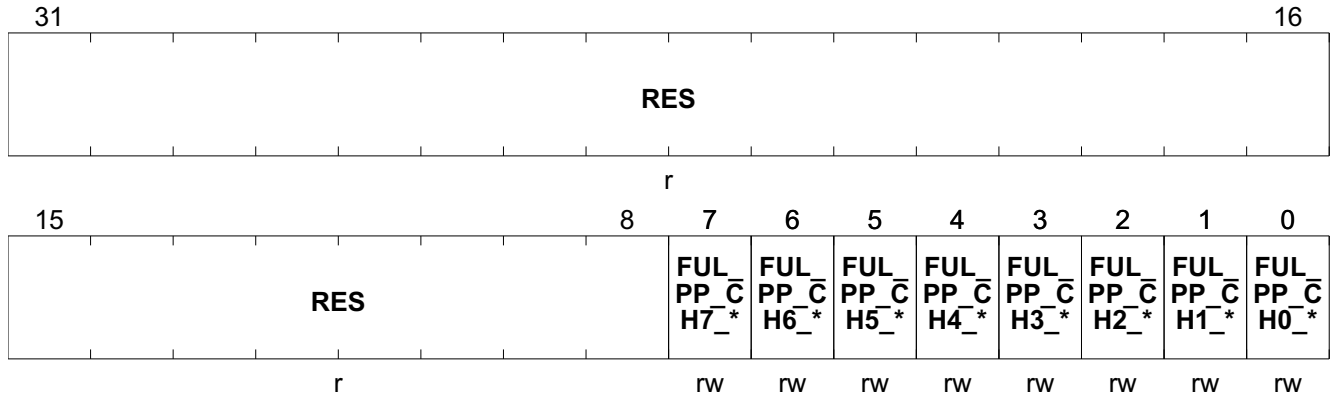 31 16
RES
r
15 8 7 6 5 4 3 2 1 0
FUL_ FUL_ FUL_ FUL_ FUL_ FUL_ FUL_ FUL_
PP_C PP_C PP_C PP_C PP_C PP_C PP_C PP_C
RES H7_* H6_* H5_* H4_* H3_* H2_* H1_* H0_*
r rw rw rw rw rw rw rw rw